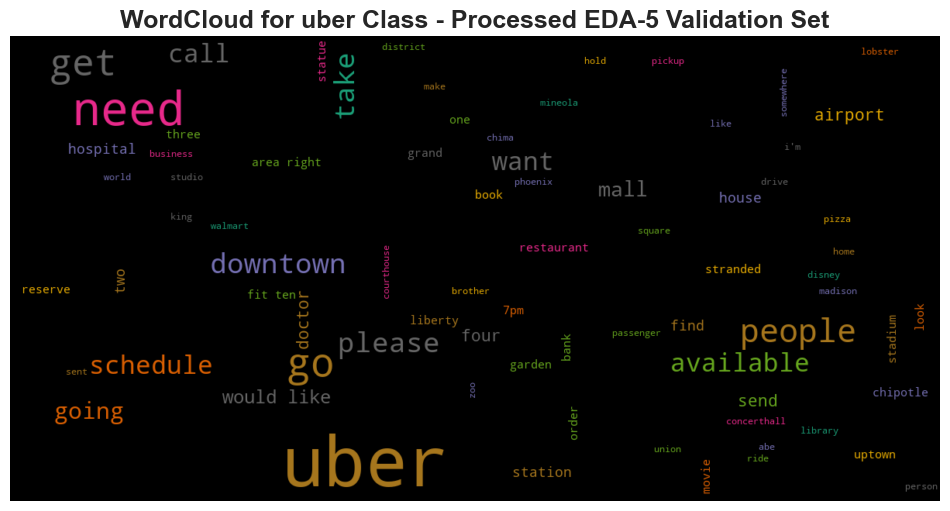 WordCloud for uber Class - Processed EDA-5 Validation Set
get
call
statue
take
district
hold
pickup
lobster
need
make
mineola
somewhere
airport
three
one
like
hospital
business
area right
grand
chima
want
i'm
world
studio
book
phoenix
mall
drive
house
king
walmart
square
pizza
restaurant
home
downtown
courthouse
stranded
disney
reserve
two
fit ten
brother
madison
doctor
liberty
7pm
four
passenger
find
people
stadium
look
please
bank
schedule
go
garden
available
sent
would like
zoo
chipotle
going
order
send
concerthall
library
uber
station
union
abe
ride
movie
uptown
person